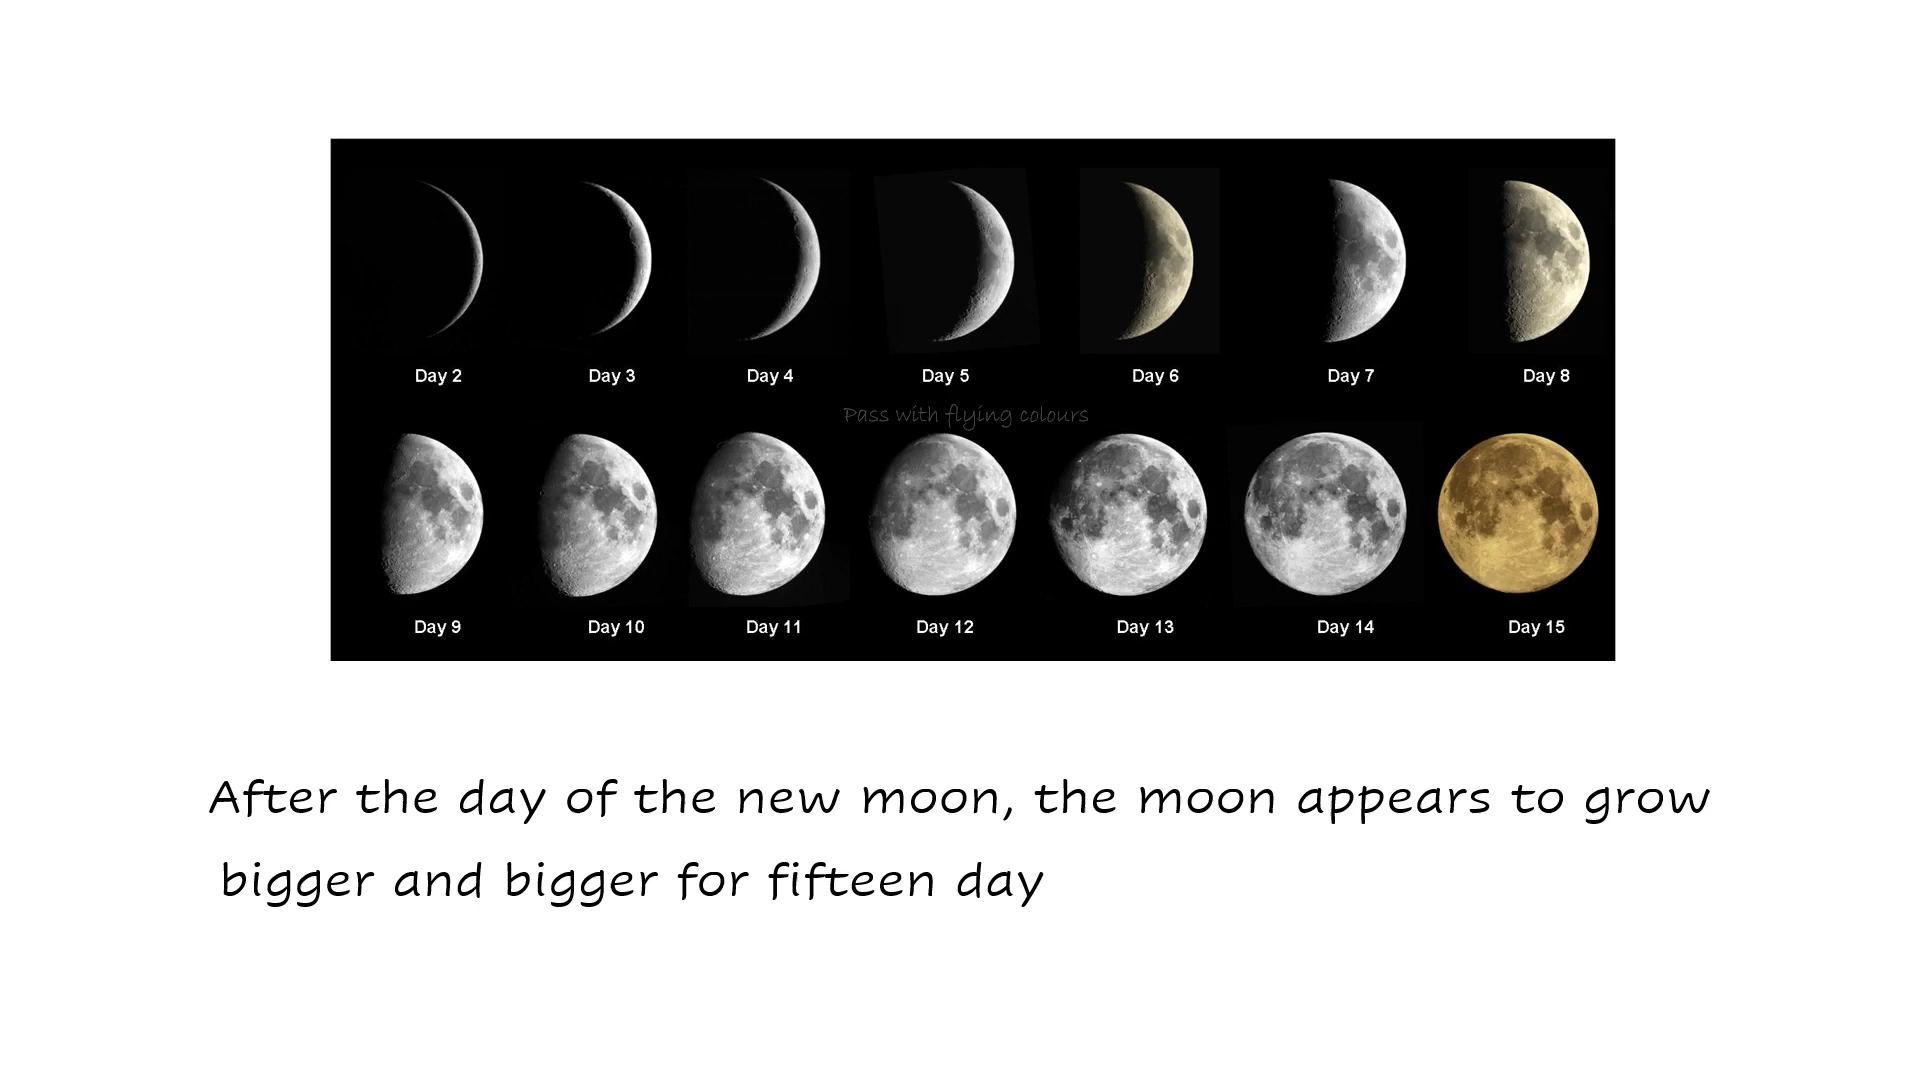 Day 2 Day 3 Day 4 Day 5 Day 6 Day 7 Day 8
Pass with flying colours
Day 9 Day 10 Day 11 Day 12 Day 13 Day 14 Day 15
After the day of the new moon, the moon appears to grow
bigger and bigger for fifteen day